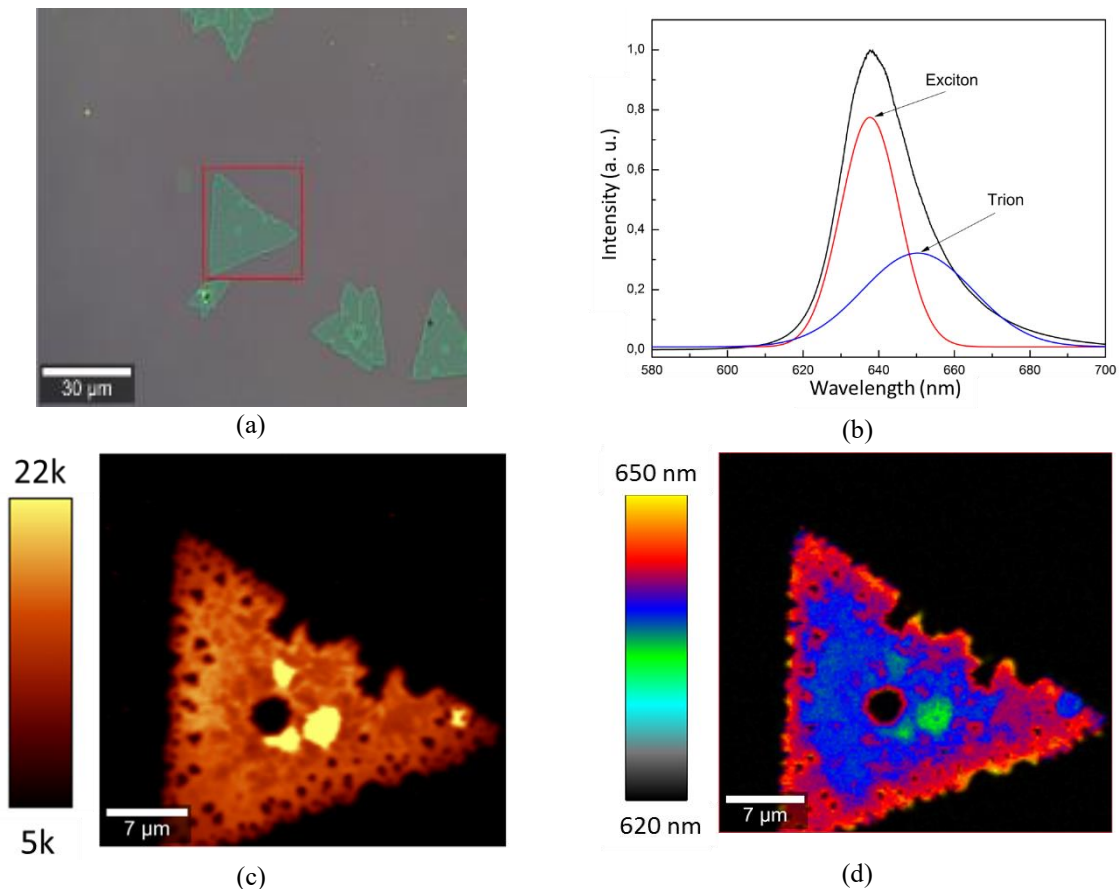 30 µm
(a)
1,0
0,8
0,6
0,4
0,2
0,0
Intensity (a. u.)
Exciton
Trion
580 600 620 640 660 680 700
Wavelength (nm)
(b)
22k
5k
7 µm
(c)
650 nm
620 nm
7 µm
(d)